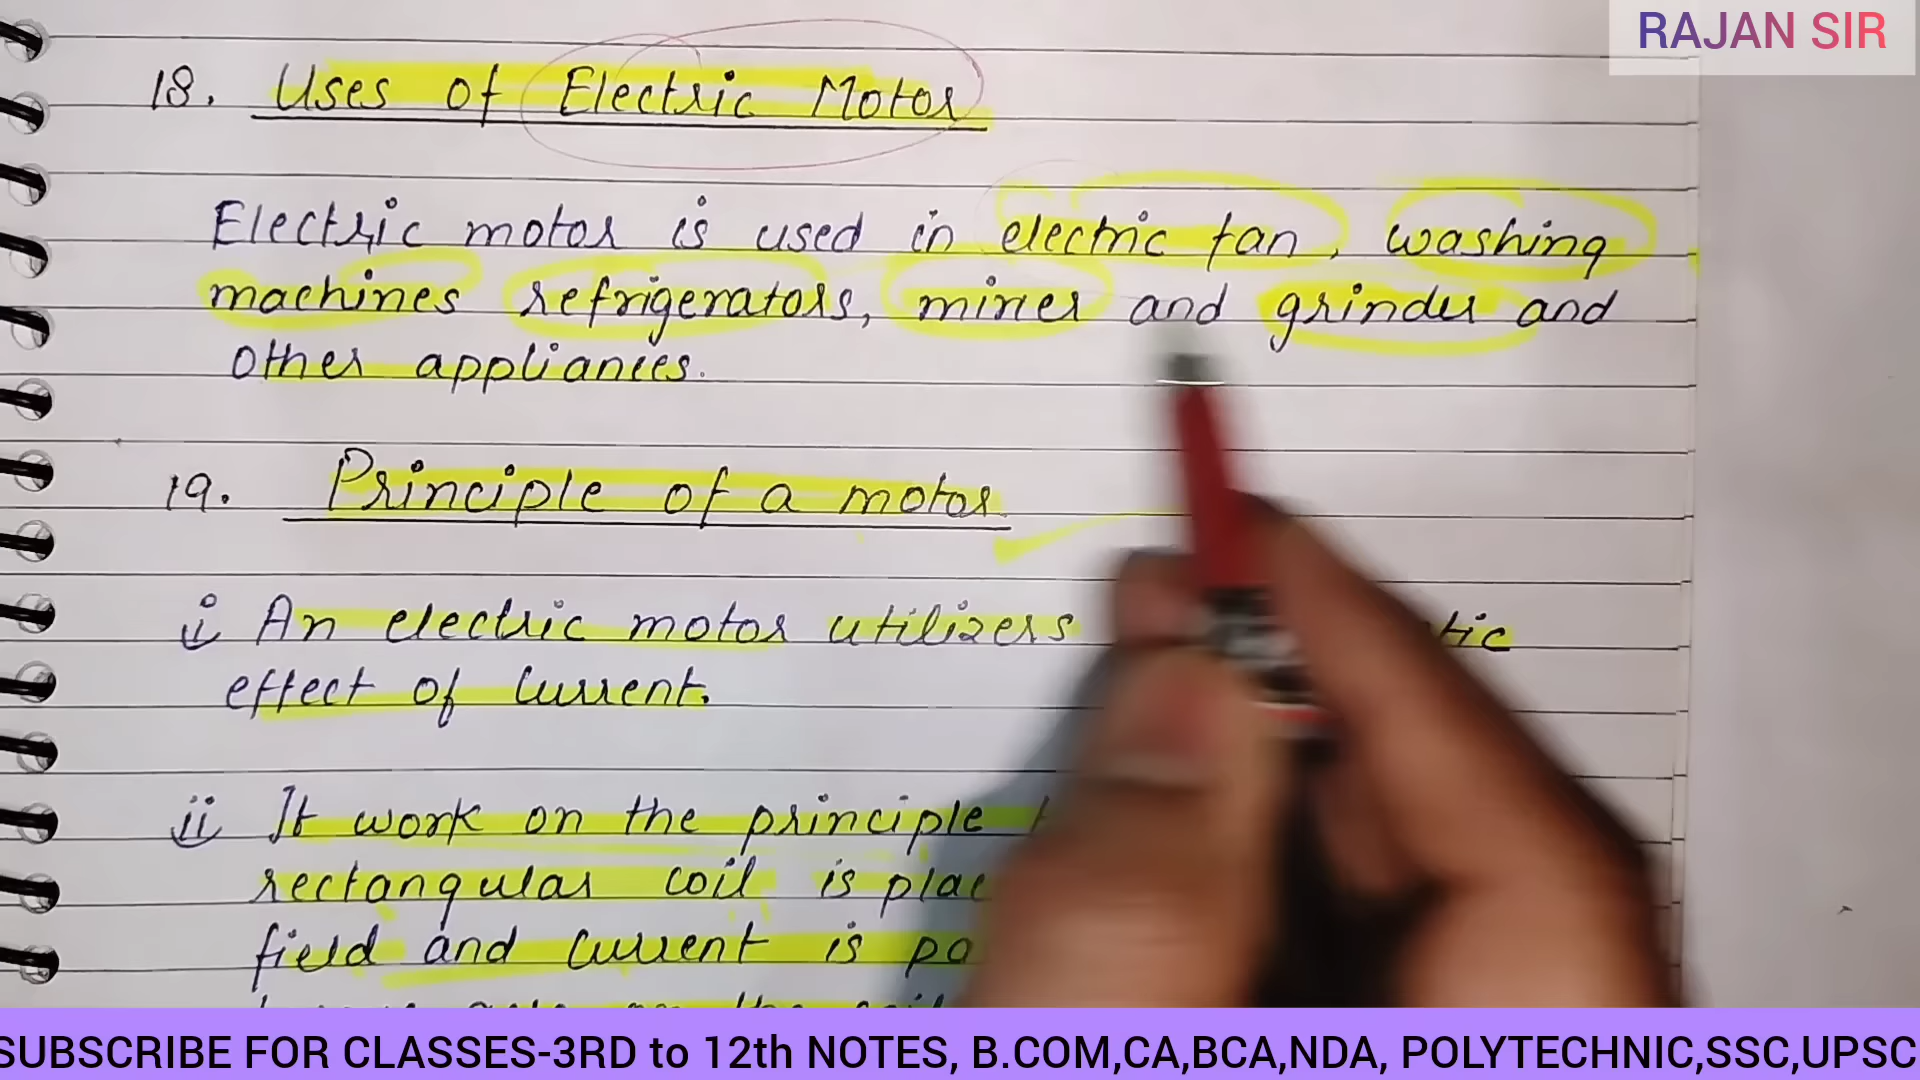 RAJAN SIR
18. Uses of Electric Motor
Electric motor is used in electric fan, washing
machines refrigerators, mixer and grinder and
other appliances.
19. Principle of a motor.
i An electric motor utilizers
effect of current.
ii It work on the principle
rectangular coil is
field and current is
SUBSCRIBE FOR CLASSES-3RD to 12th NOTES, B.COM,CA,BCA,NDA, POLYTECHNIC,SSC,UPSC